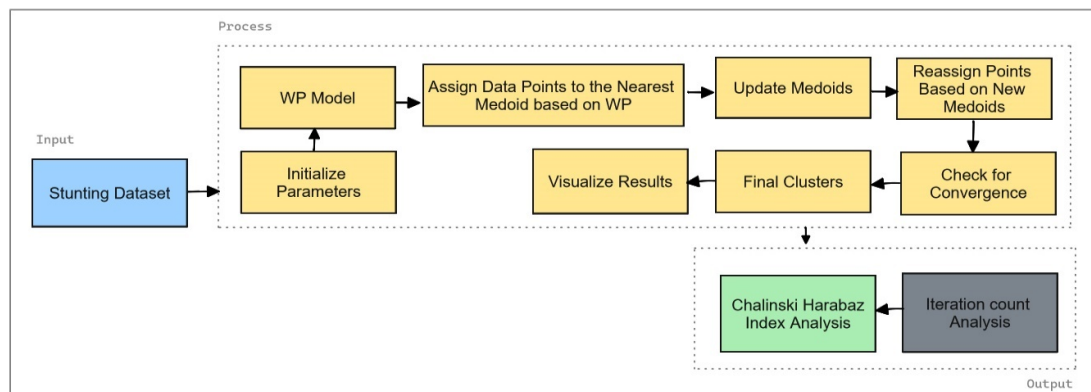 Process
Input
Stunting Dataset
WP Model
Initialize
Parameters
Assign Data Points to the Nearest
Medoid based on WP
Update Medoids
Reassign Points
Based on New
Medoids
Check for
Convergence
Final Clusters
Visualize Results
Chalinski Harabaz
Index Analysis
Iteration count
Analysis
Output